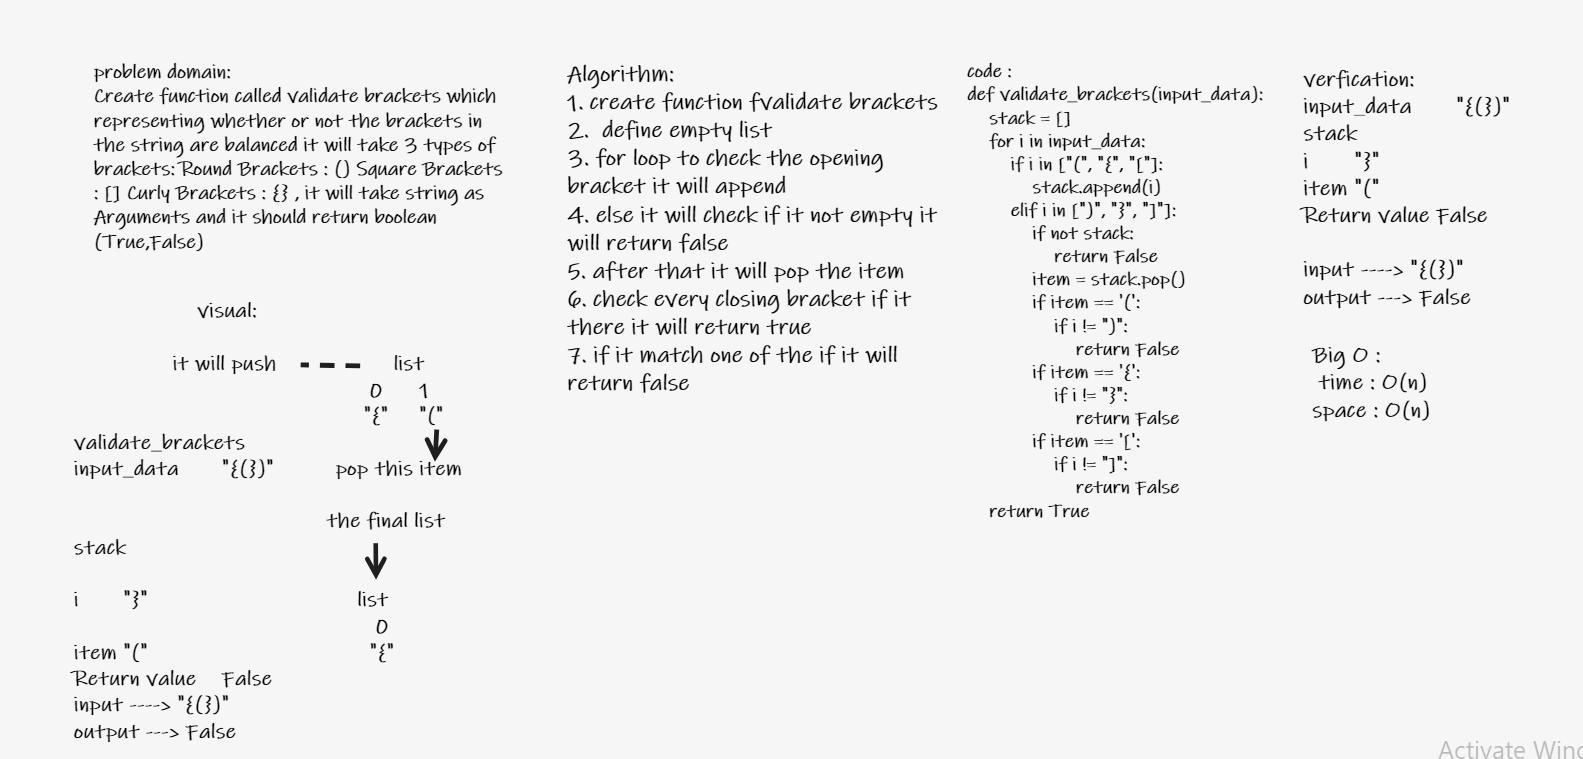 problem domain:
Create function called validate brackets which
representing whether or not the brackets in
the string are balanced it will take 3 types of
brackets: Round Brackets : () Square Brackets
: [] Curly Brackets : {} , it will take string as
Arguments and it should return boolean
(True,False)
visual:
it will push --- list
0 1
"{" "("
validate_brackets
input_data "{(})" pop this item
the final list
stack
i "}" list
0
item "(" "{"
Return value False
input ----> "{(})"
output ---> False
Algorithm:
1. create function fvalidate brackets
2. define empty list
3. for loop to check the opening
bracket it will append
4. else it will check if it not empty it
will return false
5. after that it will pop the item
6. check every closing bracket if it
there it will return true
7. if it match one of the if it will
return false
code :
def validate_brackets(input_data):
stack = []
for i in input_data:
if i in ["(", "{", "["]:
stack.append(i)
elif i in [")", "}", "]"]:
if not stack:
return False
item = stack.pop()
if item == '(':
if i != ")":
return False
if item == '{':
if i != "}":
return False
if item == '[':
if i != "]":
return False
return True
verfication:
input_data "{(})"
stack
i "}"
item "("
Return value False
input ----> "{(})"
output ---> False
Big O :
time : O(n)
space : O(n)
Activate Winc